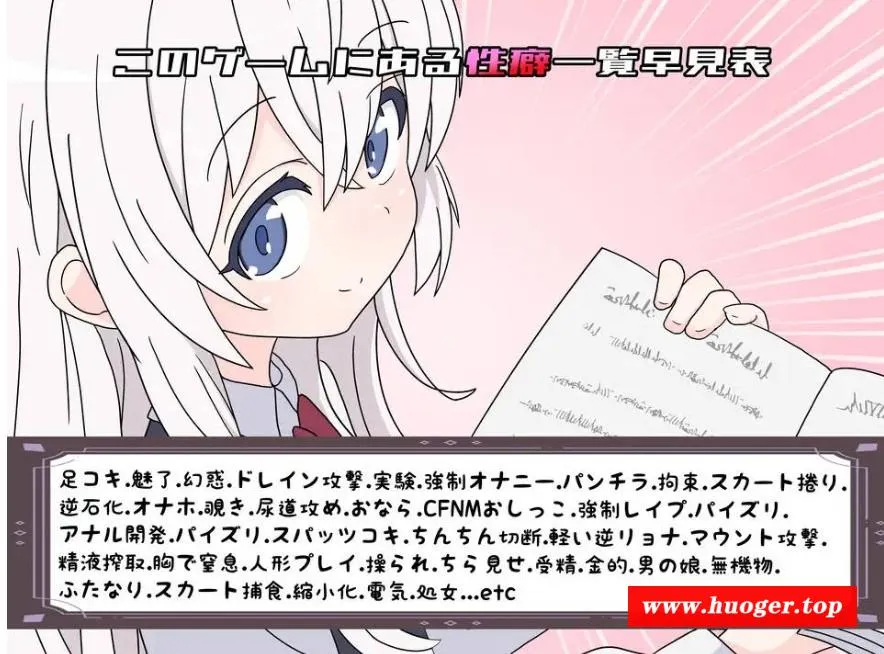 このゲームにある性癖一覧早見表
足コキ.魅了.幻惑.ドレイン攻撃.実験.強制オナニー.パンチラ.拘束.スカート捲り.
逆石化.オナホ.覗き.尿道攻め.おなら.CFNMおしっこ.強制レイプ.パイズリ.
アナル開発.パイズリ.スパッツコキ.ちんちん切断.軽い逆リョナ.マウント攻撃.
精液搾取.胸で窒息.人形プレイ.操られ.ちら見せ.受精.金的.男の娘.無機物.
ふたなり.スカート捕食.縮小化.電気.処女...etc
www.huoger.top